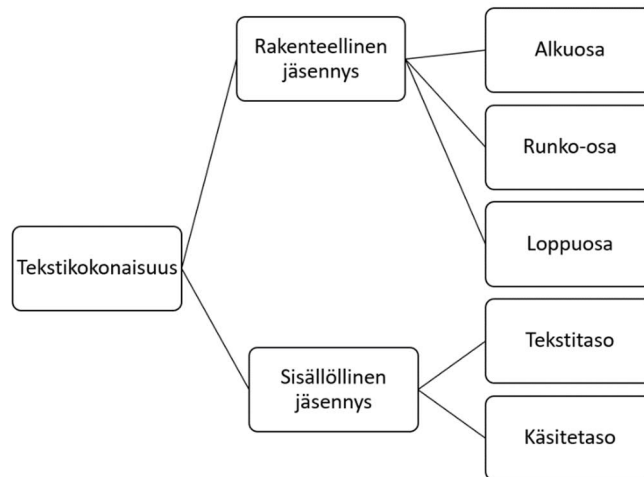 Rakenteellinen
jäsennys
Alkuosa
Runko-osa
Loppuosa
Tekstikokonaisuus
Sisällöllinen
jäsennys
Tekstitaso
Käsitetaso